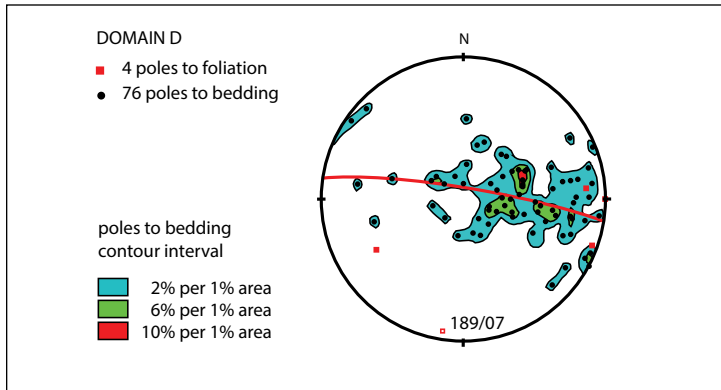 DOMAIN D
4 poles to foliation
76 poles to bedding
N
poles to bedding
contour interval
2% per 1% area
6% per 1% area
10% per 1% area
189/07